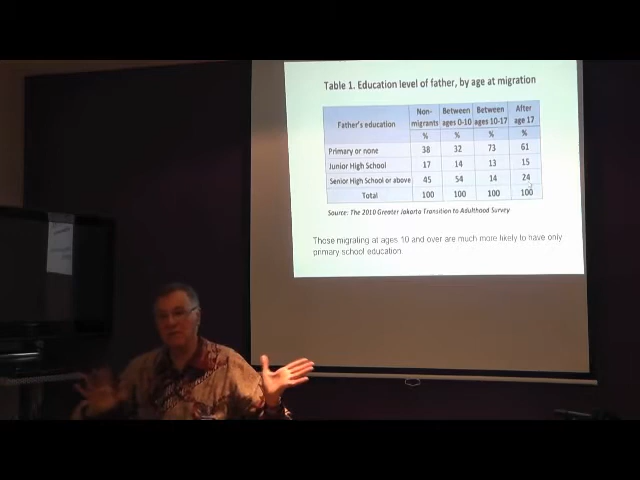 Table 1. Education level of father, by age at migration
Father's education Non-migrants Between ages 0-10 Between ages 10-17 After age 17
% % % %
Primary or none 38 32 73 61
Junior High School 17 14 13 15
Senior High School or above 45 54 14 24
Total 100 100 100 100
Source: The 2010 Greater Jakarta Transition to Adulthood Survey
Those migrating at ages 10 and over are much more likely to have only
primary school education.